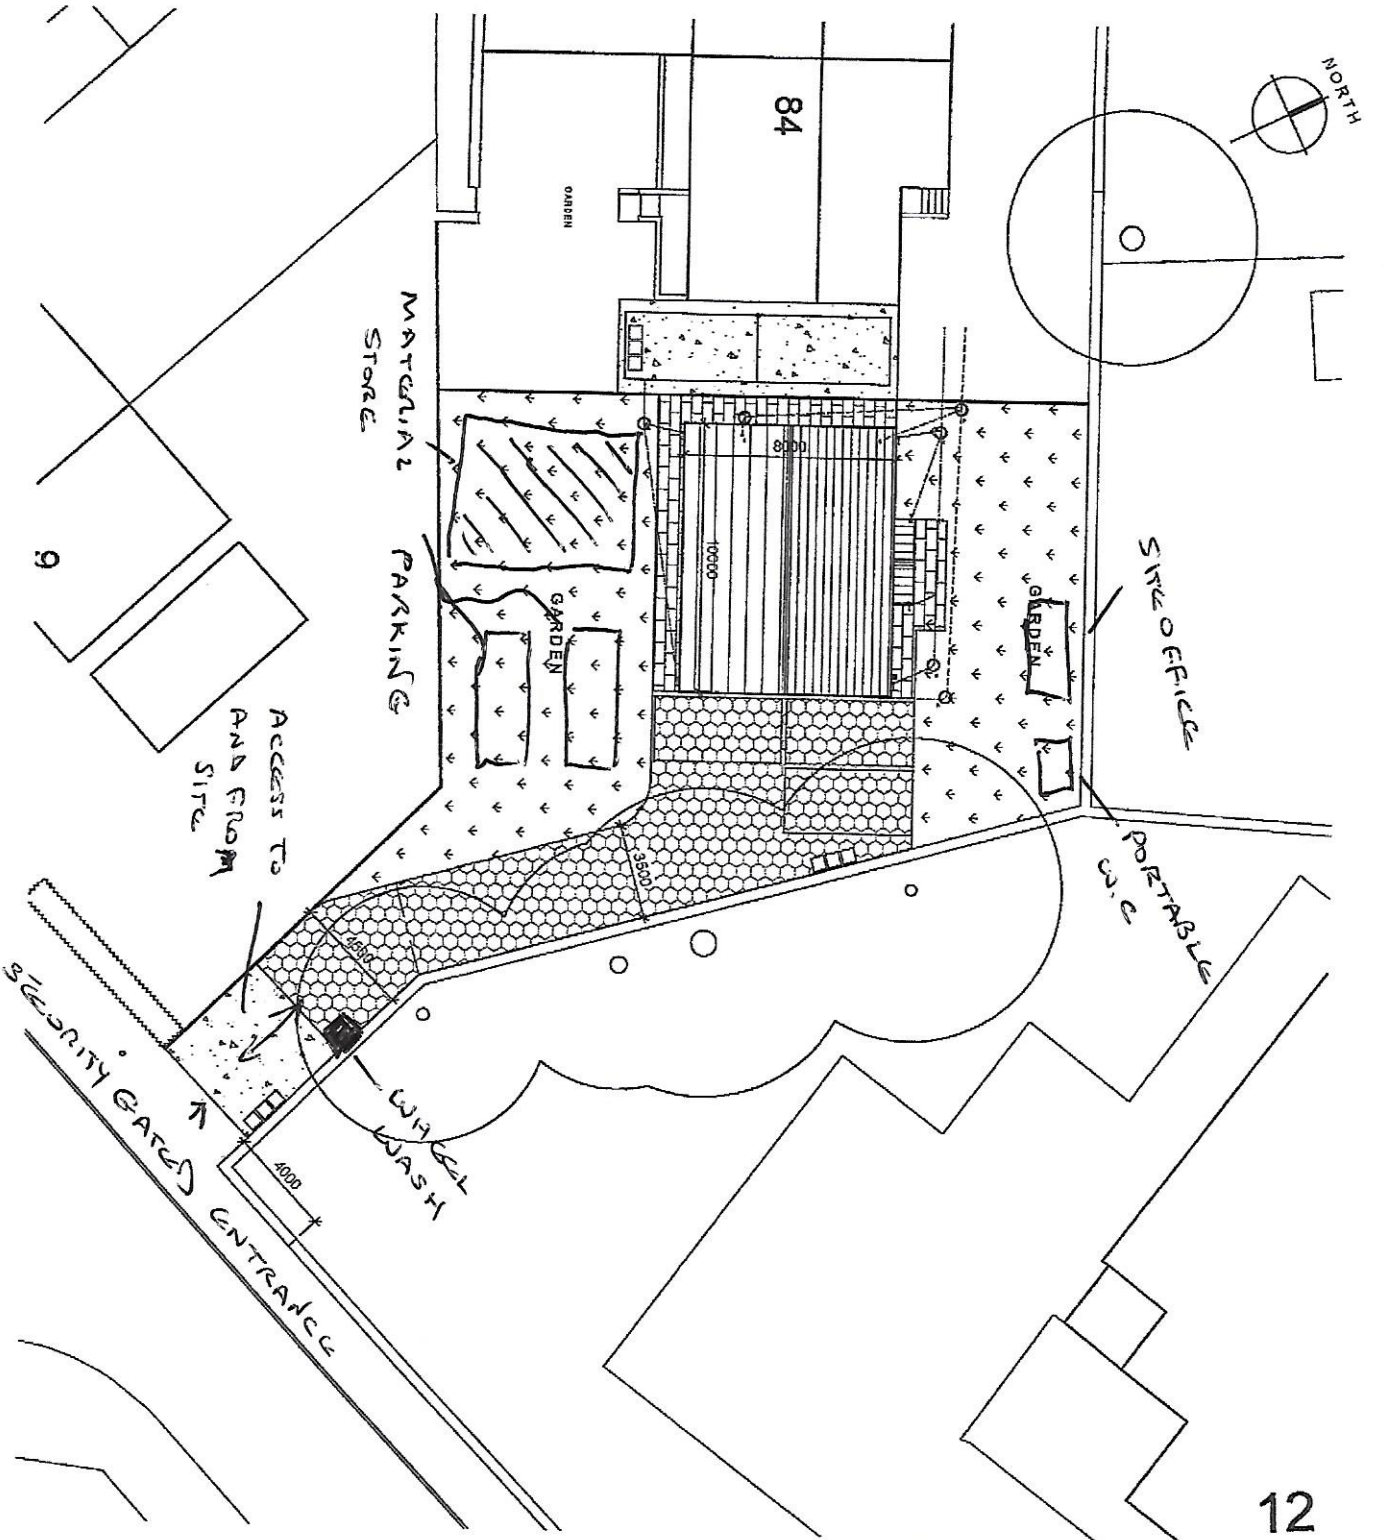 NORTH
84
GARDEN
MATERIAL
STORE
8000
10000
SITE OFFICE
GARDEN
9
PARKING
GARDEN
PORTABLE
W.C
ACCESS TO
AND FROM
SITE
3500
4500
SECURITY GATED ENTRANCE
WHEEL
WASH
4000
12